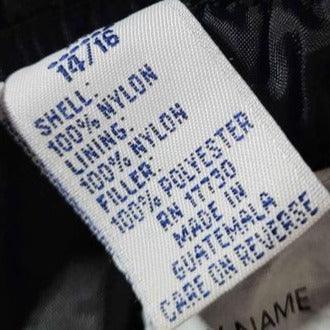 14/16
SHELL:
100% NYLON
LINING:
100% NYLON
FILLER:
100% POLYESTER
RN 17730
MADE IN
GUATEMALA
CARE ON REVERSE
NAME